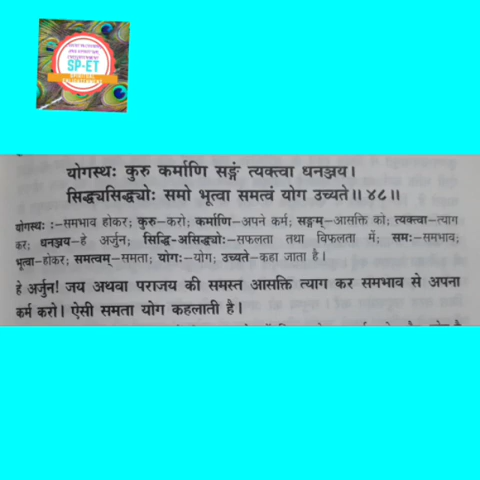 SP-ET
योगस्थः कुरु कर्माणि सङ्गं त्यक्त्वा धनञ्जय।
सिद्ध्यसिद्ध्योः समो भूत्वा समत्वं योग उच्यते॥४८॥
योगस्थः :–समभाव होकर; कुरु–करो; कर्माणि–अपने कर्म; सङ्गम्–आसक्ति को; त्यक्त्वा–त्याग
कर; धनञ्जय–हे अर्जुन; सिद्धि-असिद्ध्योः–सफलता तथा विफलता में; समः–समभाव;
भूत्वा–होकर; समत्वम्–समता; योगः–योग; उच्यते–कहा जाता है।
हे अर्जुन! जय अथवा पराजय की समस्त आसक्ति त्याग कर समभाव से अपना
कर्म करो। ऐसी समता योग कहलाती है।